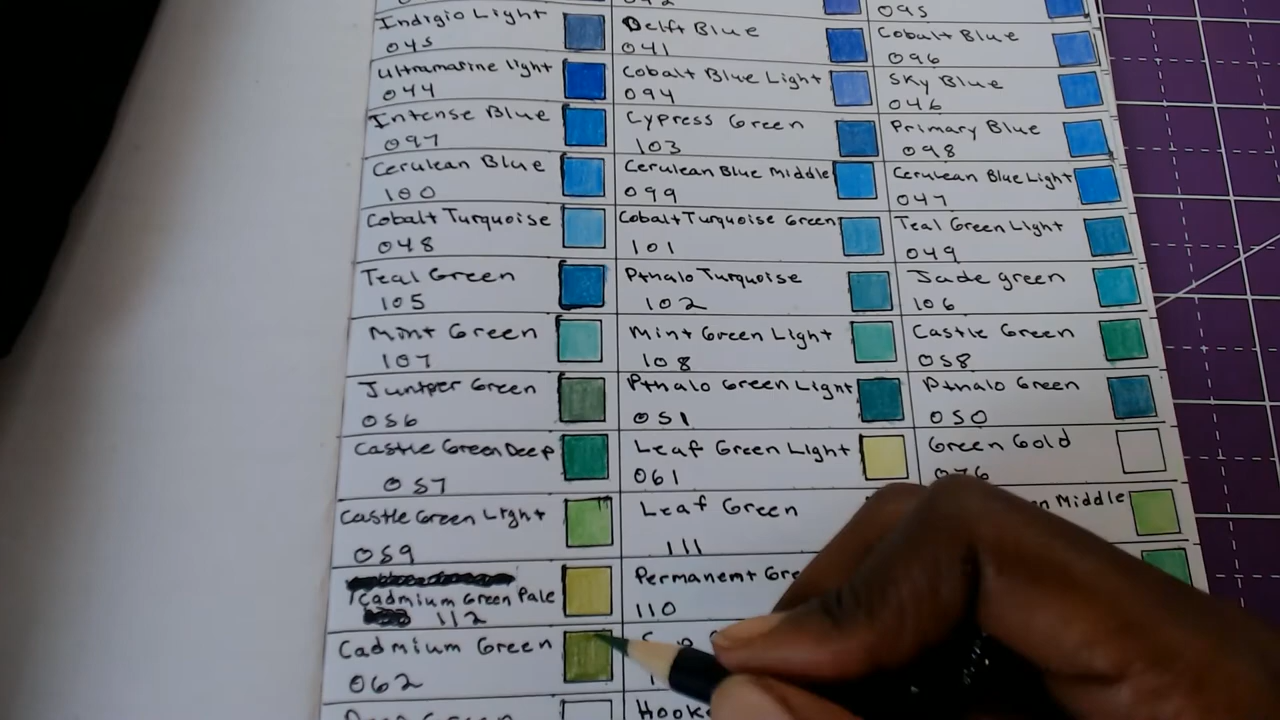 095
Indigio Light
045
Delft Blue
041
Cobalt Blue
096
Ultramarine light
044
Cobalt Blue Light
094
Sky Blue
046
Intense Blue
097
Cypress Green
103
Primary Blue
098
Cerulean Blue
100
Cerulean Blue Middle
099
Cerulean Blue Light
047
Cobalt Turquoise
048
Cobalt Turquoise Green
101
Teal Green Light
049
Teal Green
105
Pthalo Turquoise
102
Jade green
106
Mint Green
107
Mint Green Light
108
Castle Green
058
Juniper Green
056
Pthalo Green Light
051
Pthalo Green
050
Castle Green Deep
057
Leaf Green Light
061
Green Gold
076
Castle Green Light
059
Leaf Green
111
Middle
Cadmium Green Pale
112
Permanent
110
Cadmium Green
062